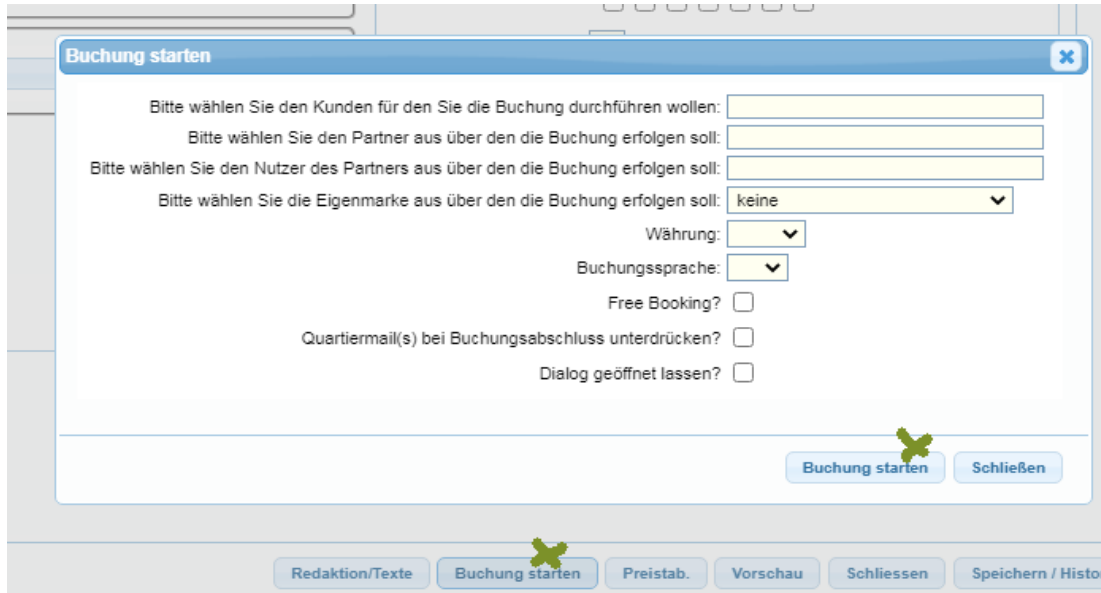 Buchung starten
Bitte wählen Sie den Kunden für den Sie die Buchung durchführen wollen:
Bitte wählen Sie den Partner aus über den die Buchung erfolgen soll:
Bitte wählen Sie den Nutzer des Partners aus über den die Buchung erfolgen soll:
Bitte wählen Sie die Eigenmarke aus über den die Buchung erfolgen soll: keine
Währung:
Buchungssprache:
Free Booking?
Quartiermail(s) bei Buchungsabschluss unterdrücken?
Dialog geöffnet lassen?
Buchung starten Schließen
Redaktion/Texte Buchung starten Preistab. Vorschau Schliessen Speichern / Histo